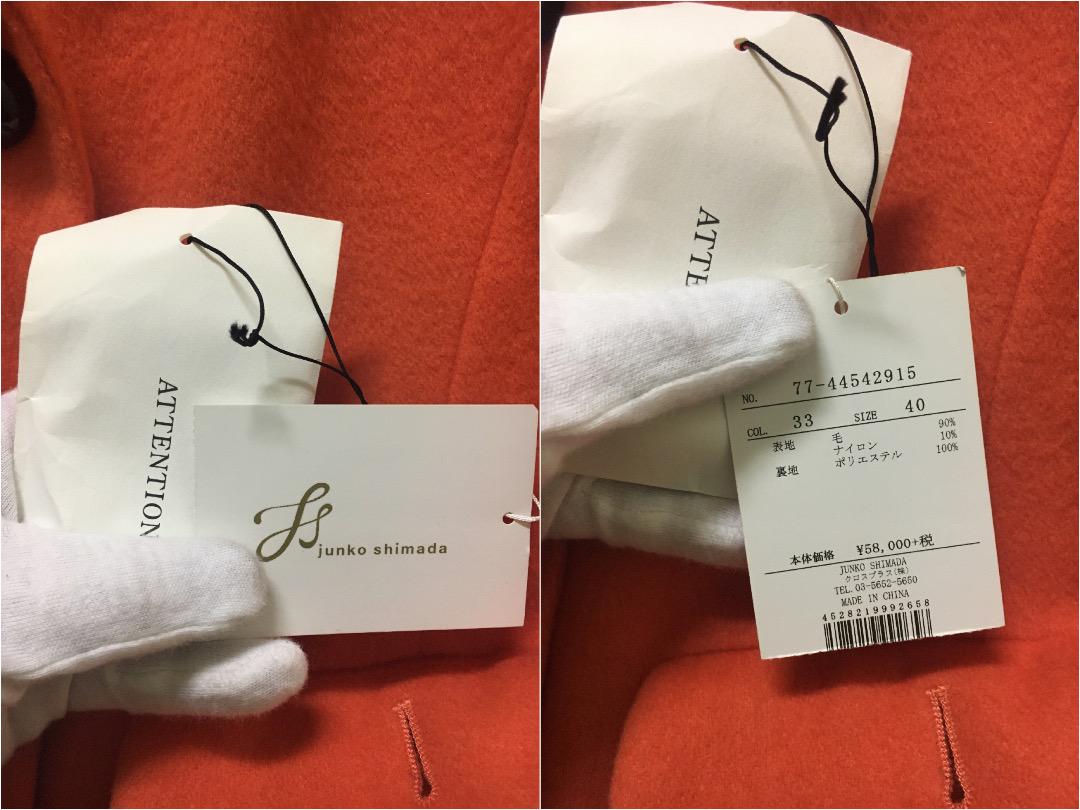 ATTENTION
Js
junko shimada
ATTE
NO. 77-44542915
COL. 33 SIZE 40
表地 毛 90%
ナイロン 10%
裏地 ポリエステル 100%
本体価格 ¥58,000+税
JUNKO SHIMADA
クロスプラス(株)
TEL. 03-5652-5650
MADE IN CHINA
4528219992658